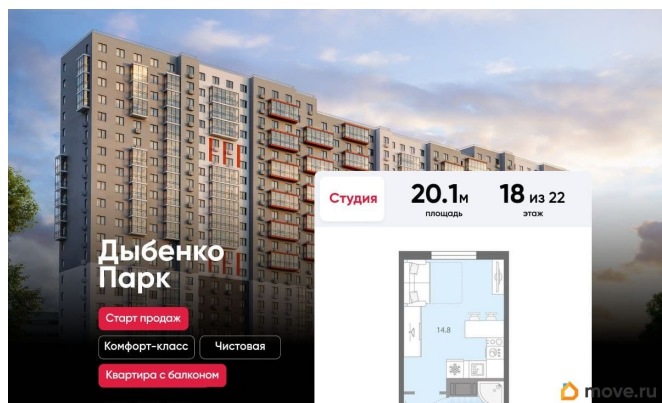 Студия
20.1м
площадь
18 из 22
этаж
Дыбенко
Парк
Старт продаж
Комфорт-класс
Чистовая
Квартира с балконом
14.8
move.ru